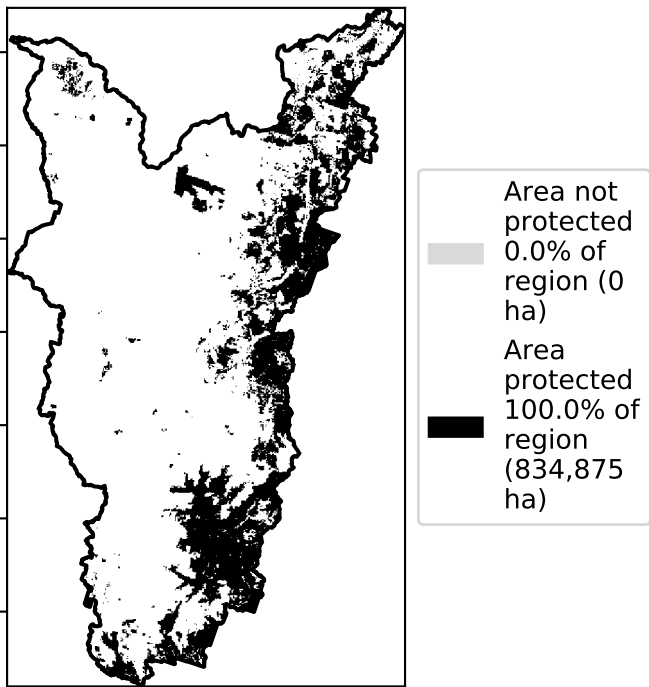 Area not
protected
0.0% of
region (0
ha)
Area
protected
100.0% of
region
(834,875
ha)